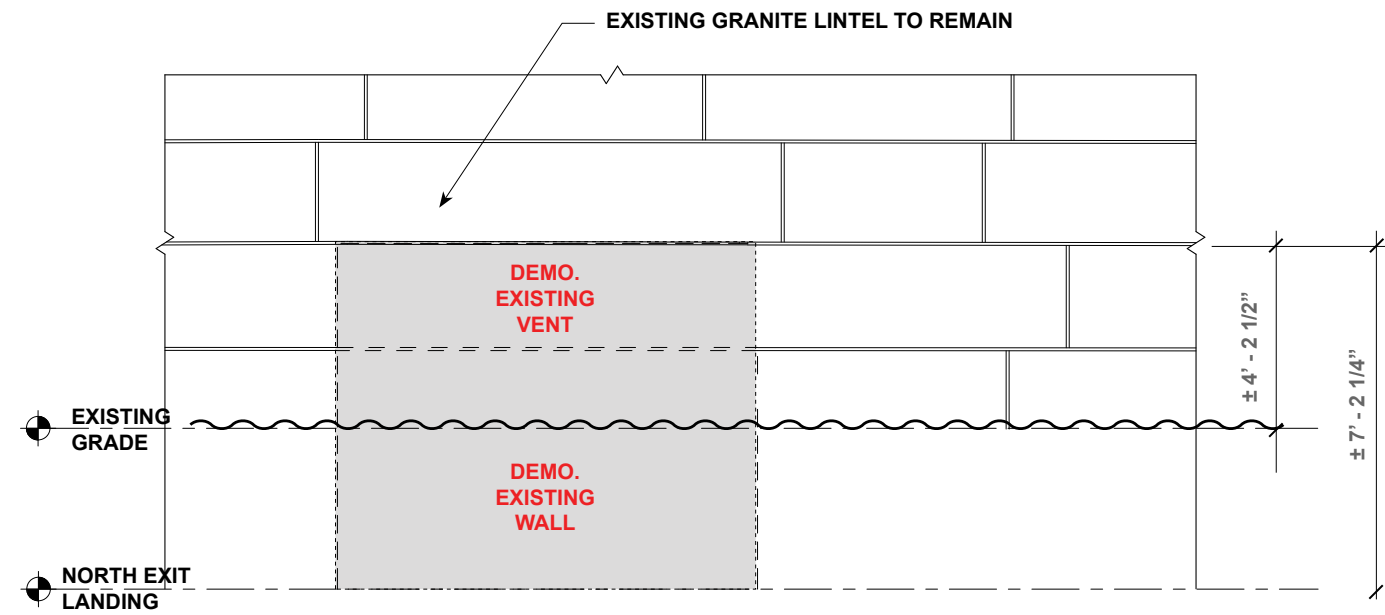 EXISTING GRANITE LINTEL TO REMAIN
DEMO.
EXISTING
VENT
± 4’ - 2 1/2”
± 7’ - 2 1/4”
EXISTING
GRADE
DEMO.
EXISTING
WALL
NORTH EXIT
LANDING